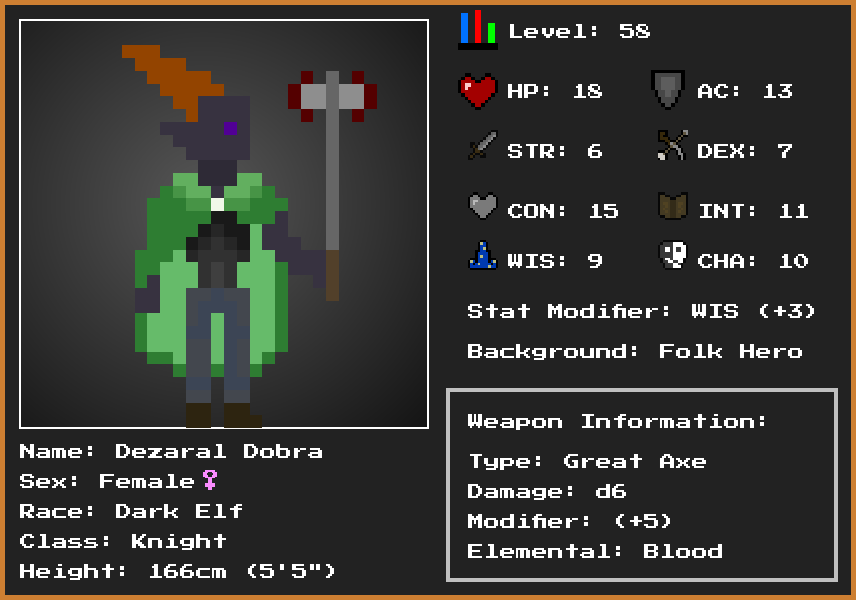 Level: 58
HP: 18
AC: 13
STR: 6
DEX: 7
CON: 15
INT: 11
WIS: 9
CHA: 10
Stat Modifier: WIS (+3)
Background: Folk Hero
Weapon Information:
Type: Great Axe
Damage: d6
Modifier: (+5)
Elemental: Blood
Name: Dezaral Dobra
Sex: Female♀
Race: Dark Elf
Class: Knight
Height: 166cm (5'5")